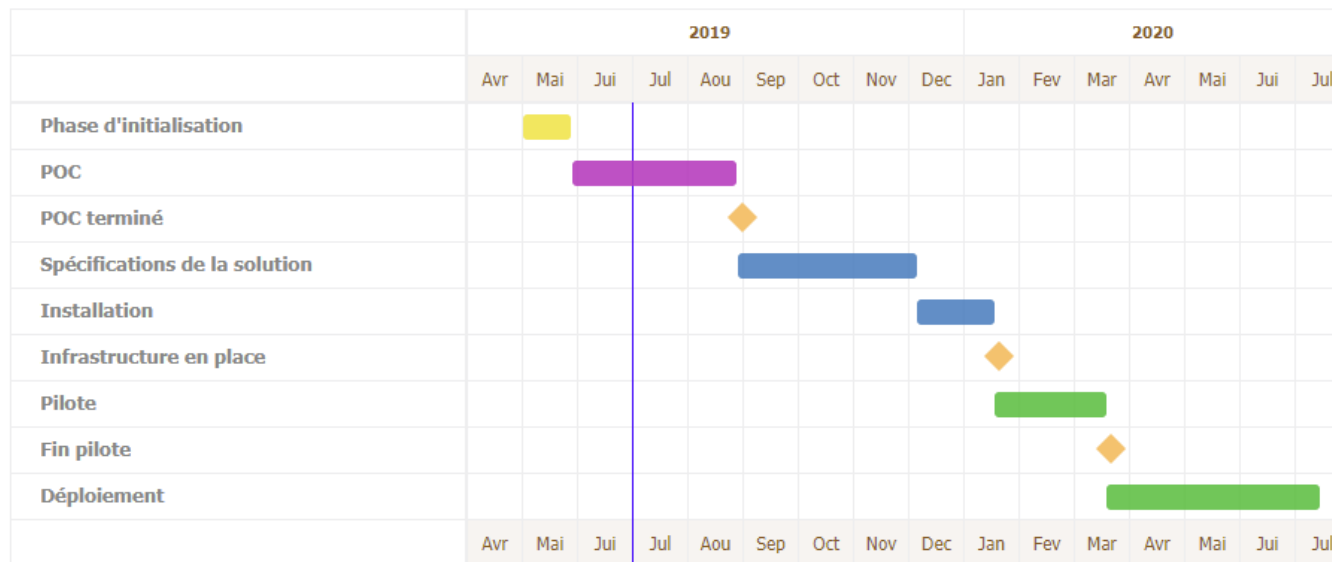 2019 2020
Avr Mai Jui Jul Aou Sep Oct Nov Dec Jan Fev Mar Avr Mai Jui Jul
Phase d'initialisation
POC
POC terminé
Spécifications de la solution
Installation
Infrastructure en place
Pilote
Fin pilote
Déploiement
Avr Mai Jui Jul Aou Sep Oct Nov Dec Jan Fev Mar Avr Mai Jui Jul